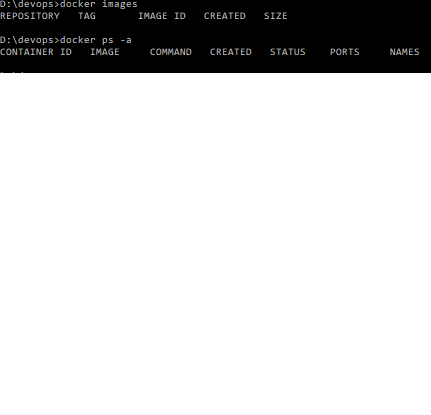 D:\devops>docker images
REPOSITORY   TAG       IMAGE ID   CREATED   SIZE
D:\devops>docker ps -a
CONTAINER ID   IMAGE     COMMAND   CREATED   STATUS    PORTS     NAMES